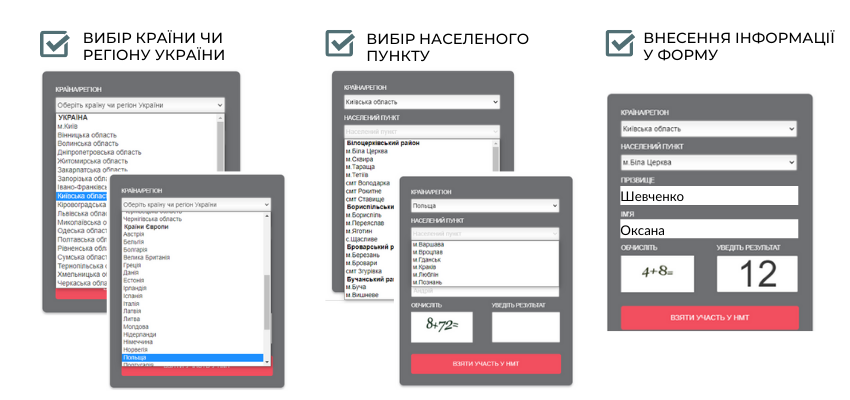 ВИБІР КРАЇНИ ЧИ
РЕГІОНУ УКРАЇНИ
КРАЇНА/РЕГІОН
Оберіть країну чи регіон України
УКРАЇНА
м.Київ
Вінницька область
Волинська область
Дніпропетровська область
Житомирська область
Закарпатська область
Запорізька обл
Івано-Франківс
Київська област
Кіровоградська
Львівська обла
Миколаївська о
Одеська област
Полтавська об
Рівненська обл
Сумська област
Тернопільська о
Хмельницька о
Черкаська обла
КРАЇНА/РЕГІОН
Оберіть країну чи регіон України
Чернігівська область
Країни Європи
Австрія
Бельгія
Болгарія
Велика Британія
Греція
Данія
Естонія
Ірландія
Іспанія
Італія
Латвія
Литва
Молдова
Нідерланди
Німеччина
Норвегія
Польща
Португалія
ВИБІР НАСЕЛЕНОГО
ПУНКТУ
КРАЇНА/РЕГІОН
Київська область
НАСЕЛЕНИЙ ПУНКТ
Населений пункт
Білоцерківський район
м.Біла Церква
м.Сквира
м.Тараща
м.Тетіїв
смт Володарка
смт Рокитне
смт Ставище
Бориспільськи
м.Бориспіль
м.Переяслав
м.Яготин
с.Щасливе
Броварський р
м.Березань
м.Бровари
смт Згурівка
Бучанський ра
м.Буча
м.Вишневе
КРАЇНА/РЕГІОН
Польща
НАСЕЛЕНИЙ ПУНКТ
Населений пункт
м.Варшава
м.Вроцлав
м.Гданськ
м.Краків
м.Люблін
м.Познань
Андрій
ОБЧИСЛІТЬ
УВЕДІТЬ РЕЗУЛЬТАТ
8+72=
ВЗЯТИ УЧАСТЬ У НМТ
ВНЕСЕННЯ ІНФОРМАЦІЇ
У ФОРМУ
КРАЇНА/РЕГІОН
Київська область
НАСЕЛЕНИЙ ПУНКТ
м.Біла Церква
ПРІЗВИЩЕ
Шевченко
ІМ'Я
Оксана
ОБЧИСЛІТЬ
УВЕДІТЬ РЕЗУЛЬТАТ
4+8=
12
ВЗЯТИ УЧАСТЬ У НМТ